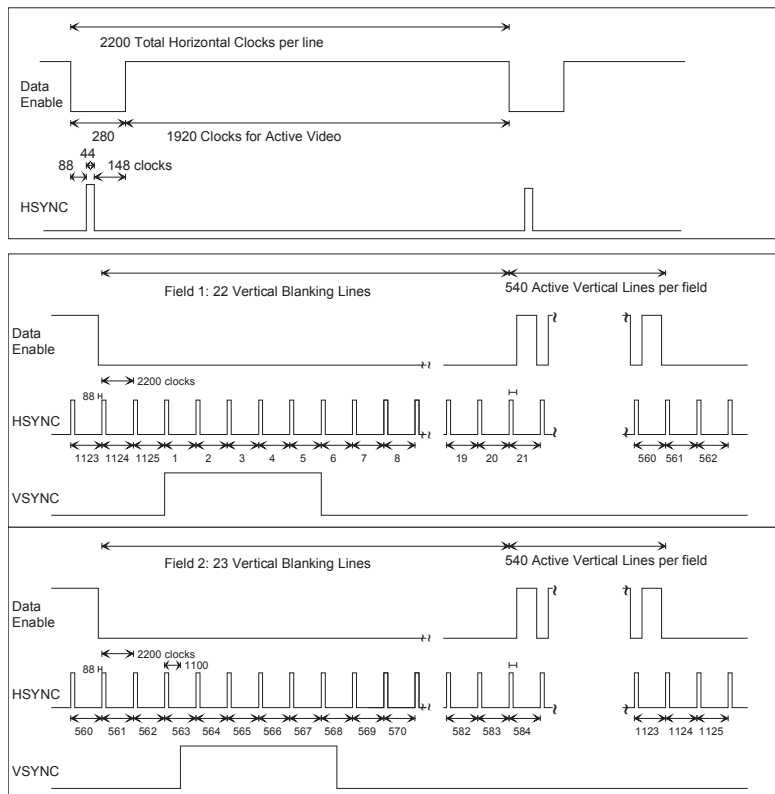 2200 Total Horizontal Clocks per line
Data
Enable
280
1920 Clocks for Active Video
44
88
148 clocks
HSYNC
Field 1: 22 Vertical Blanking Lines
540 Active Vertical Lines per field
Data
Enable
2200 clocks
88
HSYNC
1123 1124 1125 1 2 3 4 5 6 7 8 19 20 21 560 561 562
VSYNC
Field 2: 23 Vertical Blanking Lines
540 Active Vertical Lines per field
Data
Enable
2200 clocks
1100
88
HSYNC
560 561 562 563 564 565 566 567 568 569 570 582 583 584 1123 1124 1125
VSYNC